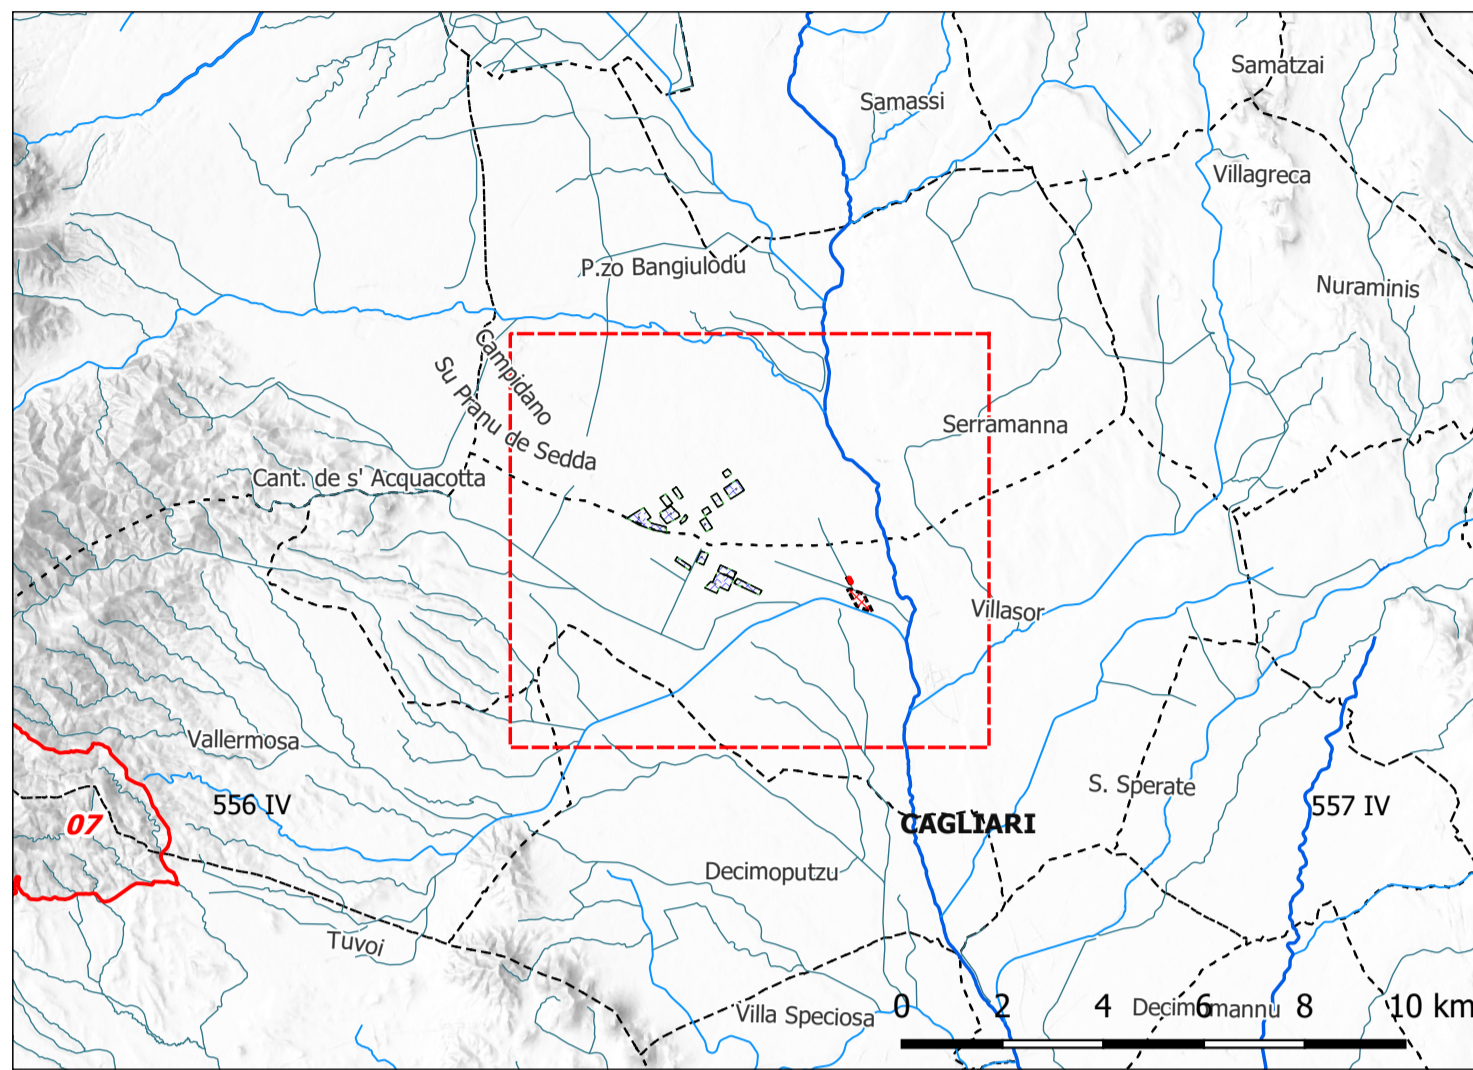 Samatzai
Samassi
Villagreca
P.zo Bangiulodu
Nuraminis
Campidano
Su Pranu de Sedda
Serramanna
Cant. de s' Acquacotta
Villasor
Vallermosa
S. Sperate
556 IV
557 IV
07
CAGLIARI
Decimoputzu
Tuvoi
Villa Speciosa
Decimomannu
0 2 4 6 8 10 km